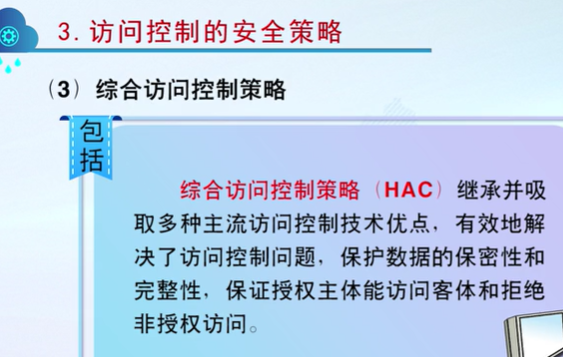 3.访问控制的安全策略
（3）综合访问控制策略
包括
综合访问控制策略（HAC）继承并吸
取多种主流访问控制技术优点，有效地解
决了访问控制问题，保护数据的保密性和
完整性，保证授权主体能访问客体和拒绝
非授权访问。